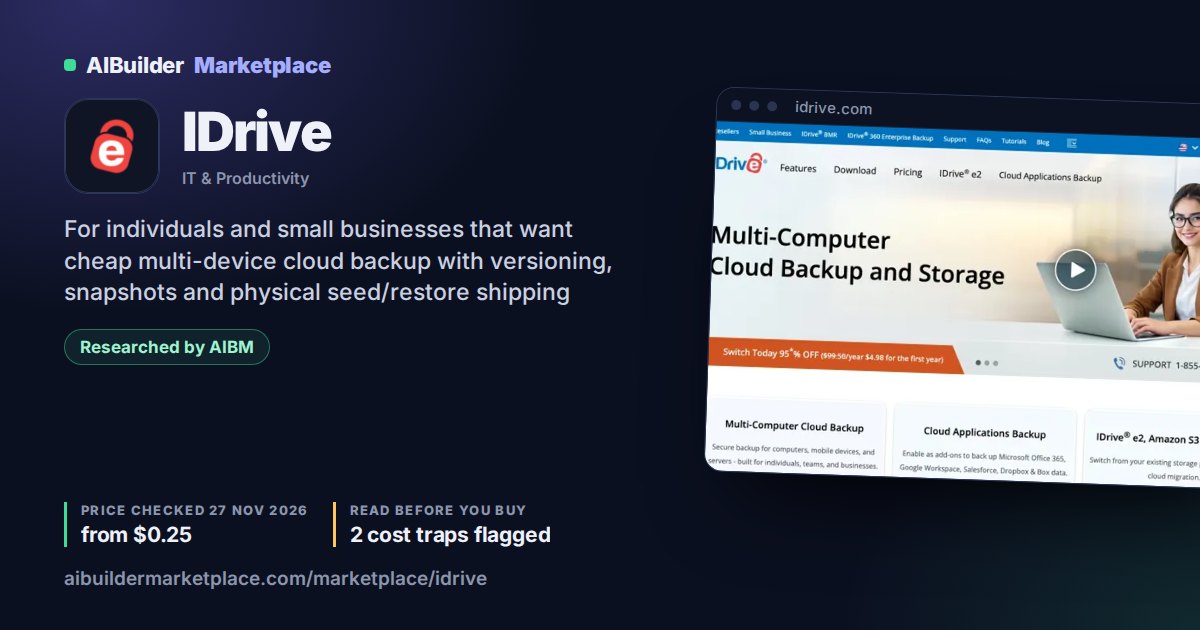 AIBuilder Marketplace
IDrive
IT & Productivity
For individuals and small businesses that want
cheap multi-device cloud backup with versioning,
snapshots and physical seed/restore shipping
Researched by AIBM
PRICE CHECKED 27 NOV 2026
from $0.25
READ BEFORE YOU BUY
2 cost traps flagged
aibuildermarketplace.com/marketplace/idrive
idrive.com
esellers Small Business IDrive® BMR IDrive® 360 Enterprise Backup Support FAQs Tutorials Blog
Drive® Features Download Pricing IDrive® e2 Cloud Applications Backup
Multi-Computer
Cloud Backup and Storage
Switch Today 95*% OFF ($99.50/year $4.98 for the first year)
SUPPORT 1-855-
Multi-Computer Cloud Backup
Secure backup for computers, mobile devices, and
servers - built for individuals, teams, and businesses.
Cloud Applications Backup
Enable as add-ons to back up Microsoft Office 365,
Google Workspace, Salesforce, Dropbox & Box data.
IDrive® e2, Amazon S3
Switch from your existing storage
cloud migration.